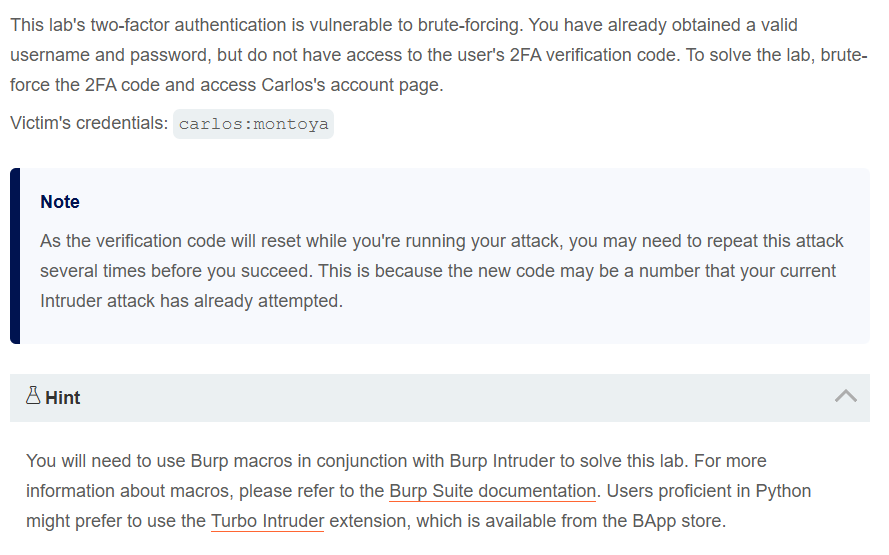 This lab's two-factor authentication is vulnerable to brute-forcing. You have already obtained a valid
username and password, but do not have access to the user's 2FA verification code. To solve the lab, brute-
force the 2FA code and access Carlos's account page.
Victim's credentials: carlos:montoya
Note
As the verification code will reset while you're running your attack, you may need to repeat this attack
several times before you succeed. This is because the new code may be a number that your current
Intruder attack has already attempted.
Hint
You will need to use Burp macros in conjunction with Burp Intruder to solve this lab. For more
information about macros, please refer to the Burp Suite documentation. Users proficient in Python
might prefer to use the Turbo Intruder extension, which is available from the BApp store.